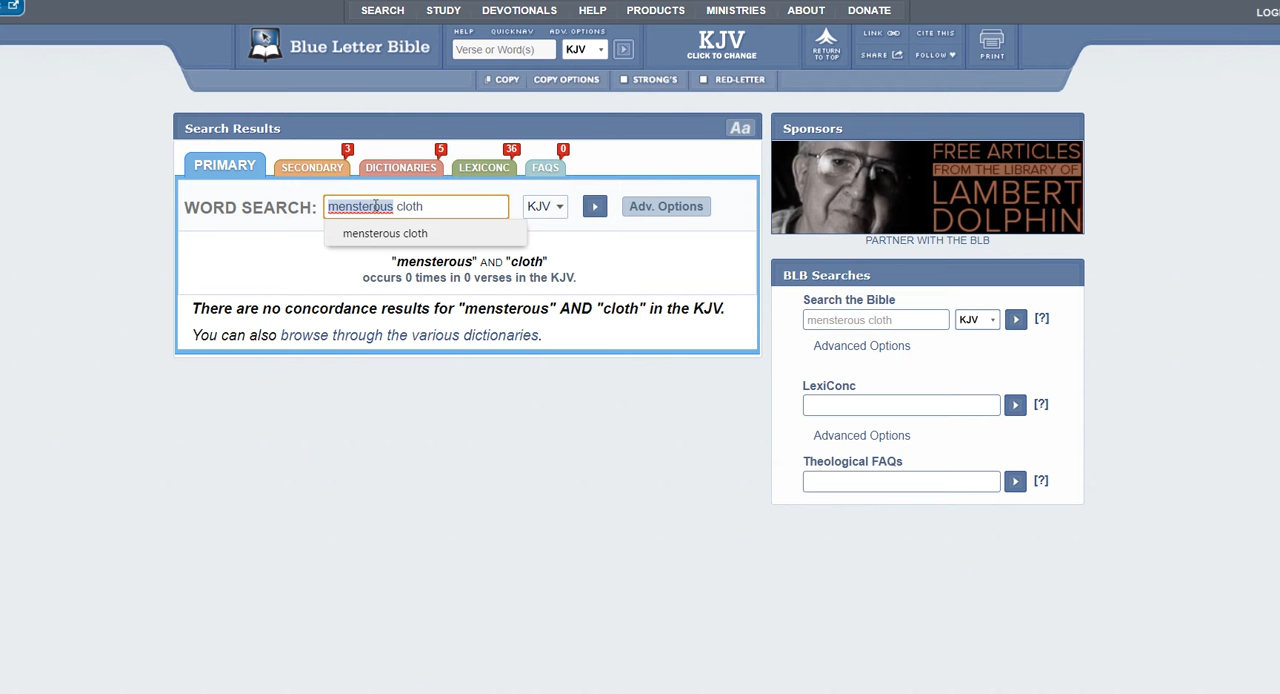 SEARCH STUDY DEVOTIONALS HELP PRODUCTS MINISTRIES ABOUT DONATE
Blue Letter Bible
HELP QUICKNAV ADV. OPTIONS
Verse or Word(s) KJV
KJV
CLICK TO CHANGE
RETURN
TO TOP
LINK CITE THIS
SHARE FOLLOW
PRINT
COPY COPY OPTIONS STRONG'S RED-LETTER
Search Results Aa
3 5 36 0
PRIMARY SECONDARY DICTIONARIES LEXICONC FAQS
WORD SEARCH: mensterous cloth KJV Adv. Options
mensterous cloth
"mensterous" AND "cloth"
occurs 0 times in 0 verses in the KJV.
There are no concordance results for "mensterous" AND "cloth" in the KJV.
You can also browse through the various dictionaries.
Sponsors
FREE ARTICLES
FROM THE LIBRARY OF
LAMBERT
DOLPHIN
PARTNER WITH THE BLB
BLB Searches
Search the Bible
mensterous cloth KJV [?]
Advanced Options
LexiConc
[?]
Advanced Options
Theological FAQs
[?]